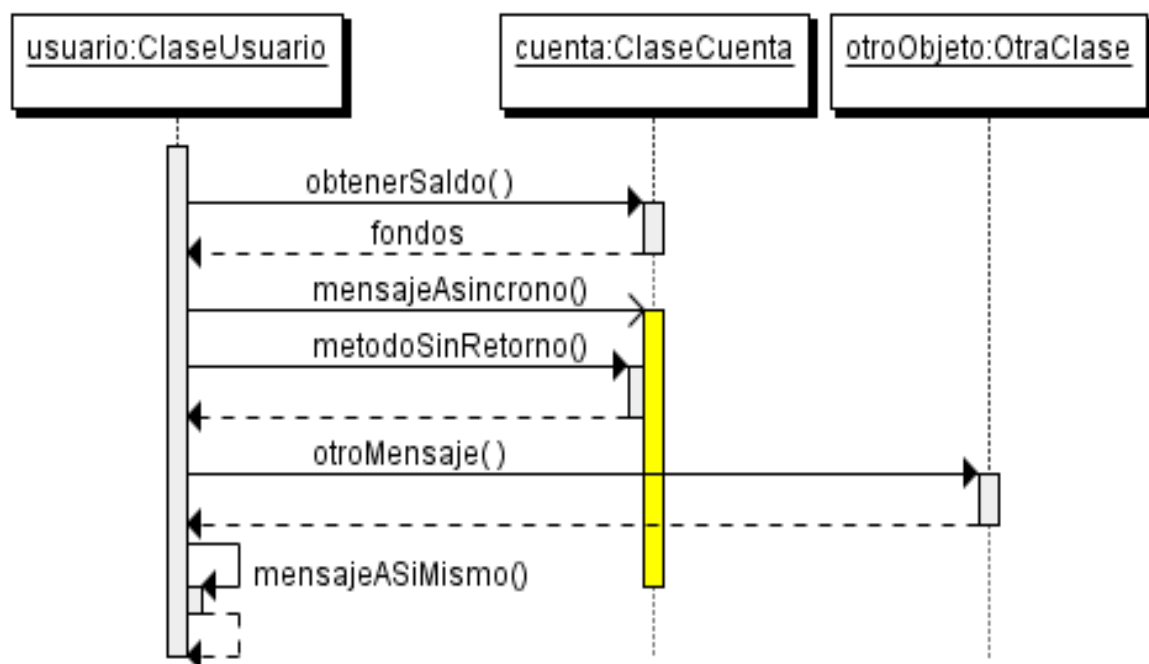 usuario:ClaseUsuario
cuenta:ClaseCuenta
otroObjeto:OtraClase
obtenerSaldo( )
fondos
mensajeAsincrono()
metodoSinRetorno()
otroMensaje( )
mensajeASiMismo()